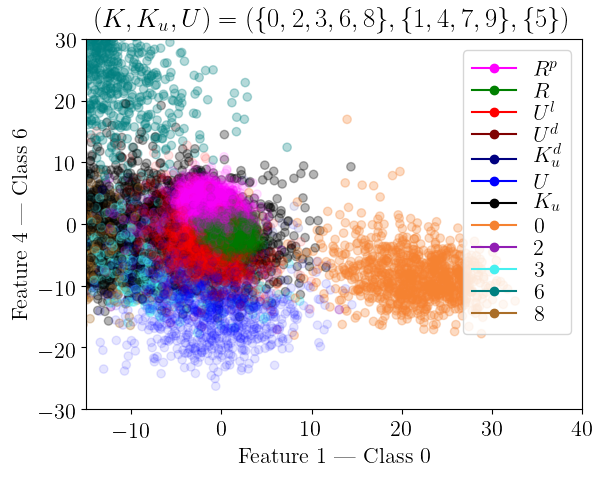 (K, K_u, U) = ({0, 2, 3, 6, 8}, {1, 4, 7, 9}, {5})
30
20
10
0
−10
−20
−30
Feature 4 — Class 6
R^p
R
U^l
U^d
K_u^d
U
K_u
0
2
3
6
8
−10
0
10
20
30
40
Feature 1 — Class 0